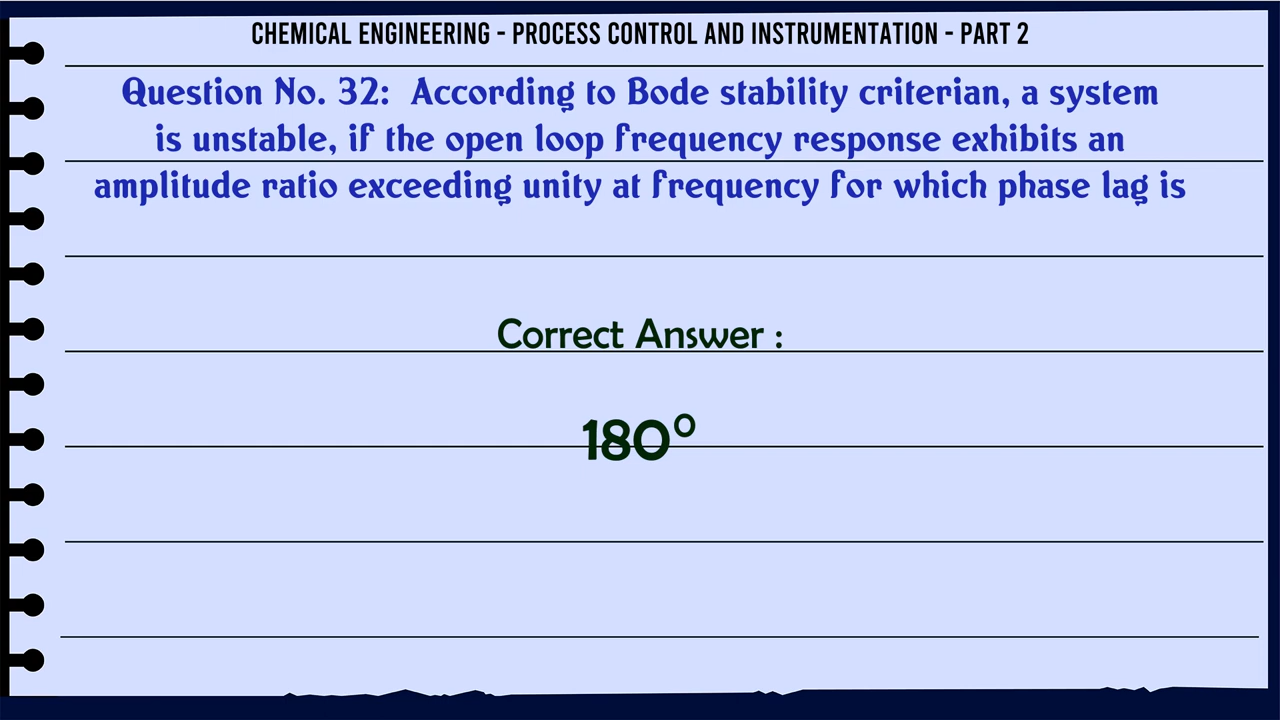 CHEMICAL ENGINEERING - PROCESS CONTROL AND INSTRUMENTATION - PART 2
Question No. 32: According to Bode stability criterian, a system
is unstable, if the open loop frequency response exhibits an
amplitude ratio exceeding unity at frequency for which phase lag is
Correct Answer :
180°